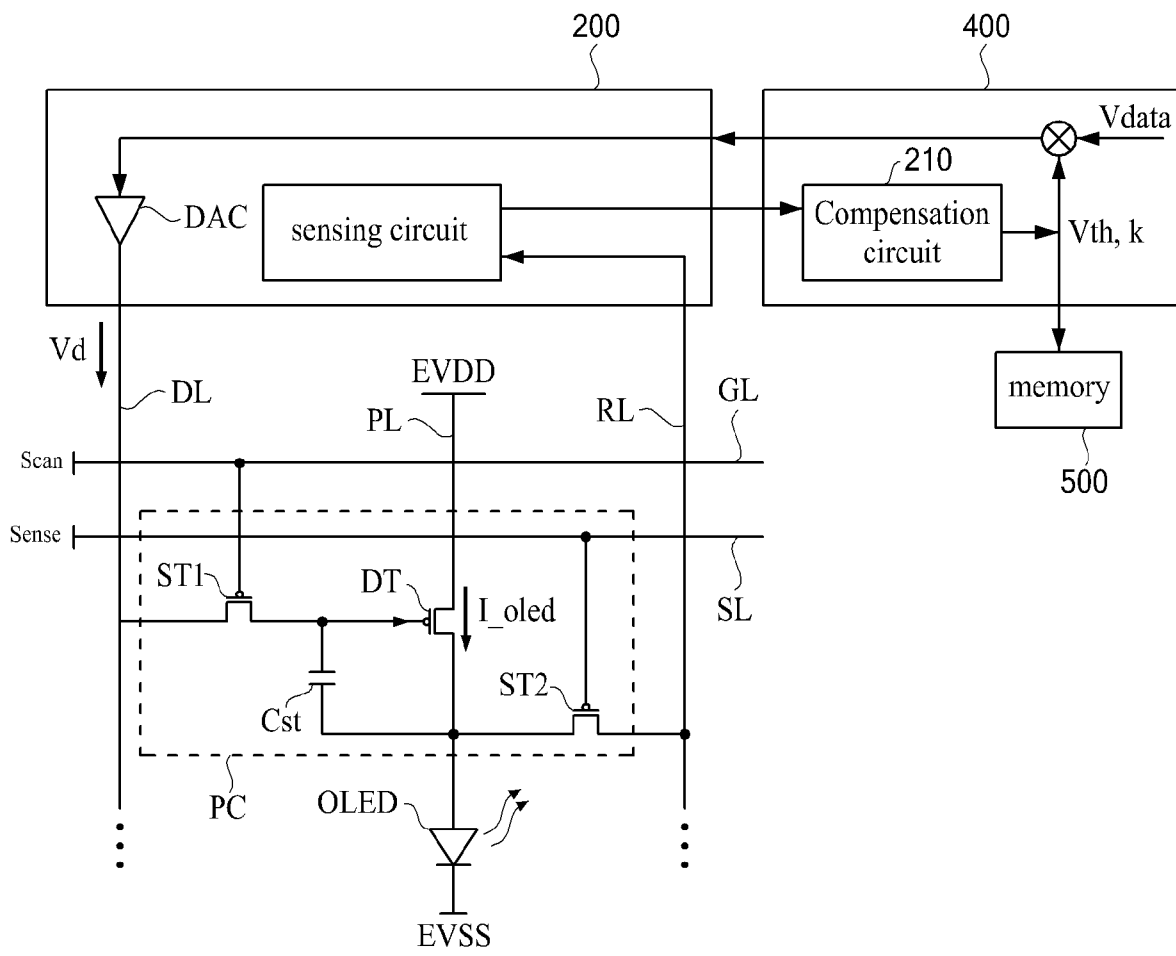 200
400
Vdata
210
DAC
sensing circuit
Compensation
circuit
Vth, k
Vd
EVDD
memory
DL
PL
RL
GL
500
Scan
Sense
ST1
DT
I_oled
SL
ST2
Cst
PC
OLED
EVSS